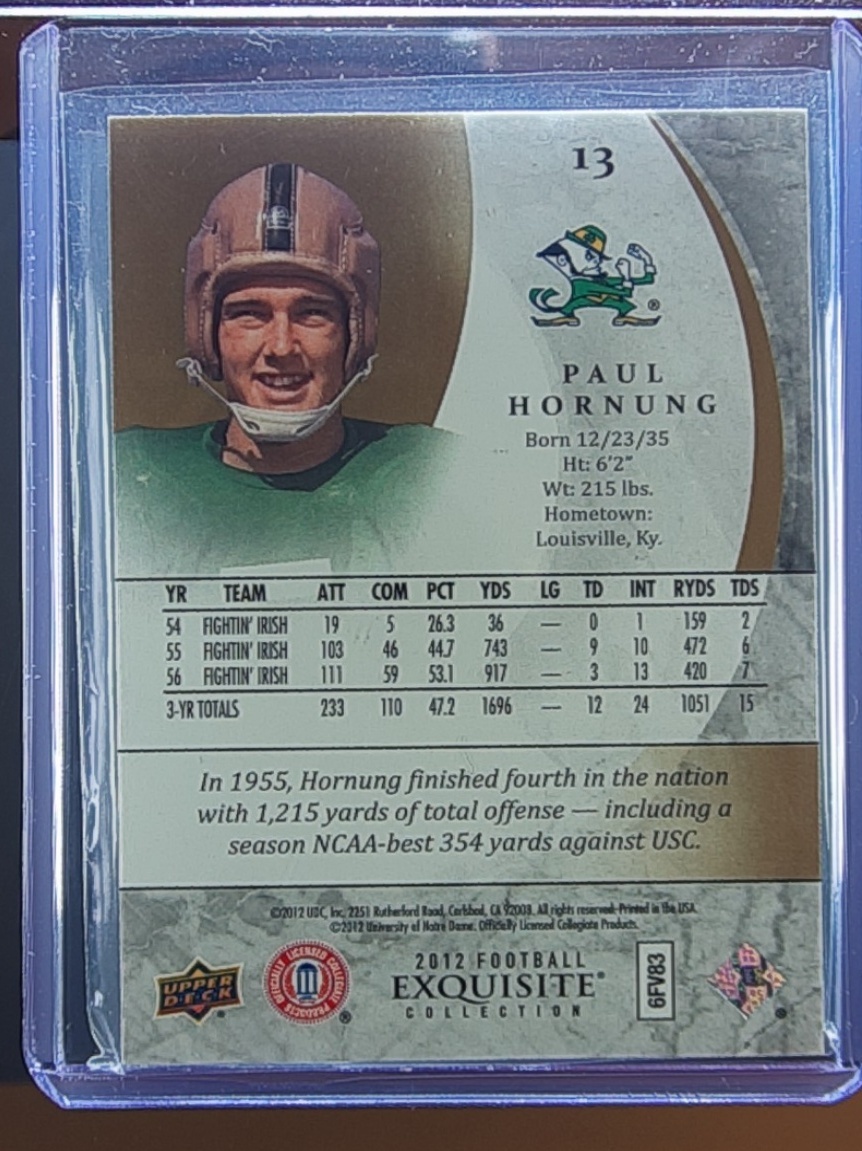 13
®
PAUL
HORNUNG
Born 12/23/35
Ht: 6'2"
Wt: 215 lbs.
Hometown:
Louisville, Ky.
YR TEAM ATT COM PCT YDS LG TD INT RYDS TDS
54 FIGHTIN' IRISH 19 5 26.3 36 — 0 1 159 2
55 FIGHTIN' IRISH 103 46 44.7 743 — 9 10 472 6
56 FIGHTIN' IRISH 111 59 53.1 917 — 3 13 420 7
3-YR TOTALS 233 110 47.2 1696 — 12 24 1051 15
In 1955, Hornung finished fourth in the nation
with 1,215 yards of total offense — including a
season NCAA-best 354 yards against USC.
©2012 UDC, Inc. 2251 Rutherford Road, Carlsbad, CA 92008. All rights reserved. Printed in the USA.
©2012 University of Notre Dame. Officially Licensed Collegiate Products.
UPPER
DECK
OFFICIALLY LICENSED COLLEGIATE PRODUCTS
2012 FOOTBALL
EXQUISITE®
COLLECTION
6FV83